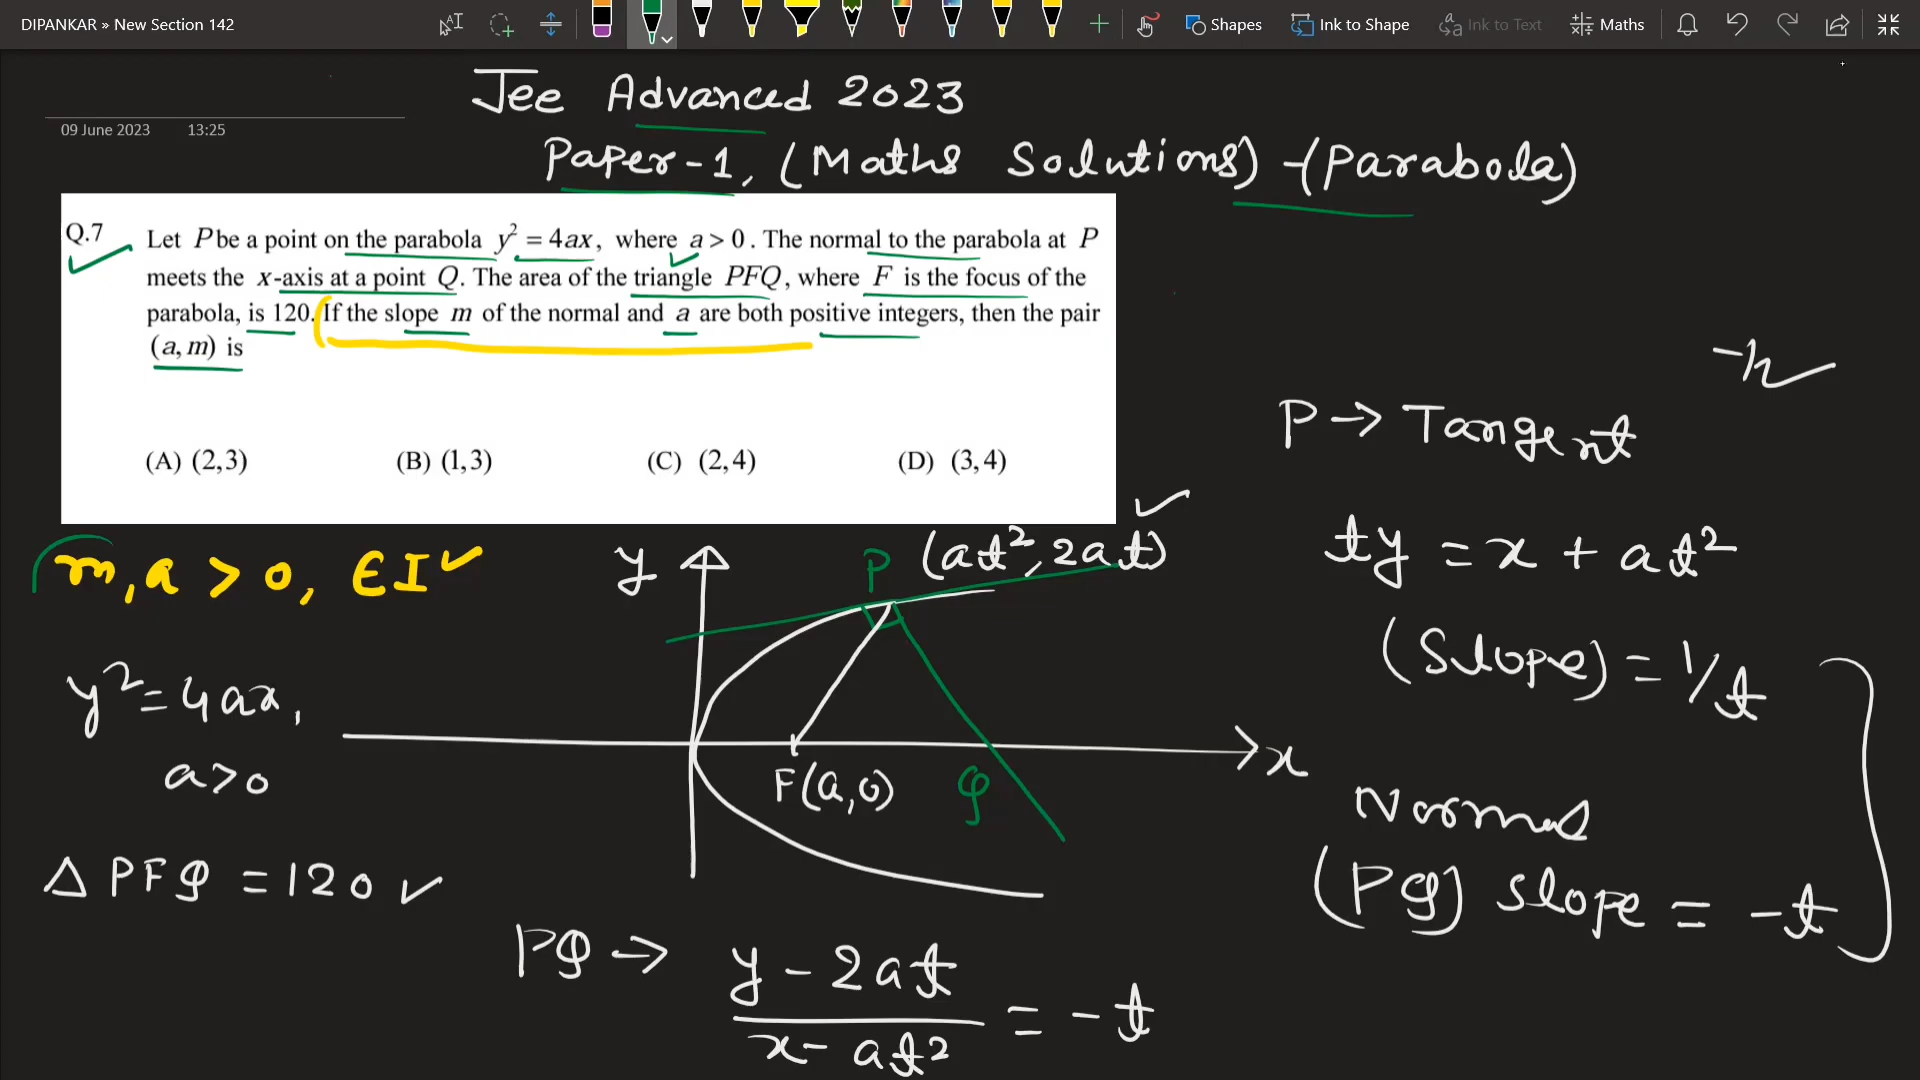 DIPANKAR » New Section 142
Shapes
Ink to Shape
Ink to Text
Maths
Jee Advanced 2023
09 June 2023 13:25
Paper-1, (Maths Solutions) -(Parabola)
Q.7 Let P be a point on the parabola y² = 4ax, where a > 0. The normal to the parabola at P
meets the x-axis at a point Q. The area of the triangle PFQ, where F is the focus of the
parabola, is 120. If the slope m of the normal and a are both positive integers, then the pair
(a, m) is
(A) (2,3) (B) (1,3) (C) (2,4) (D) (3,4)
P → Tangent
m, a > 0, ∈ I ✓
y
P (at², 2at) ✓
ty = x + at²
(Slope) = 1/t
y² = 4ax,
a > 0
x
F(a,0)
Q
Normal
△ PFQ = 120 ✓
(PQ) slope = -t
PQ → y - 2at
x - at²
= -t